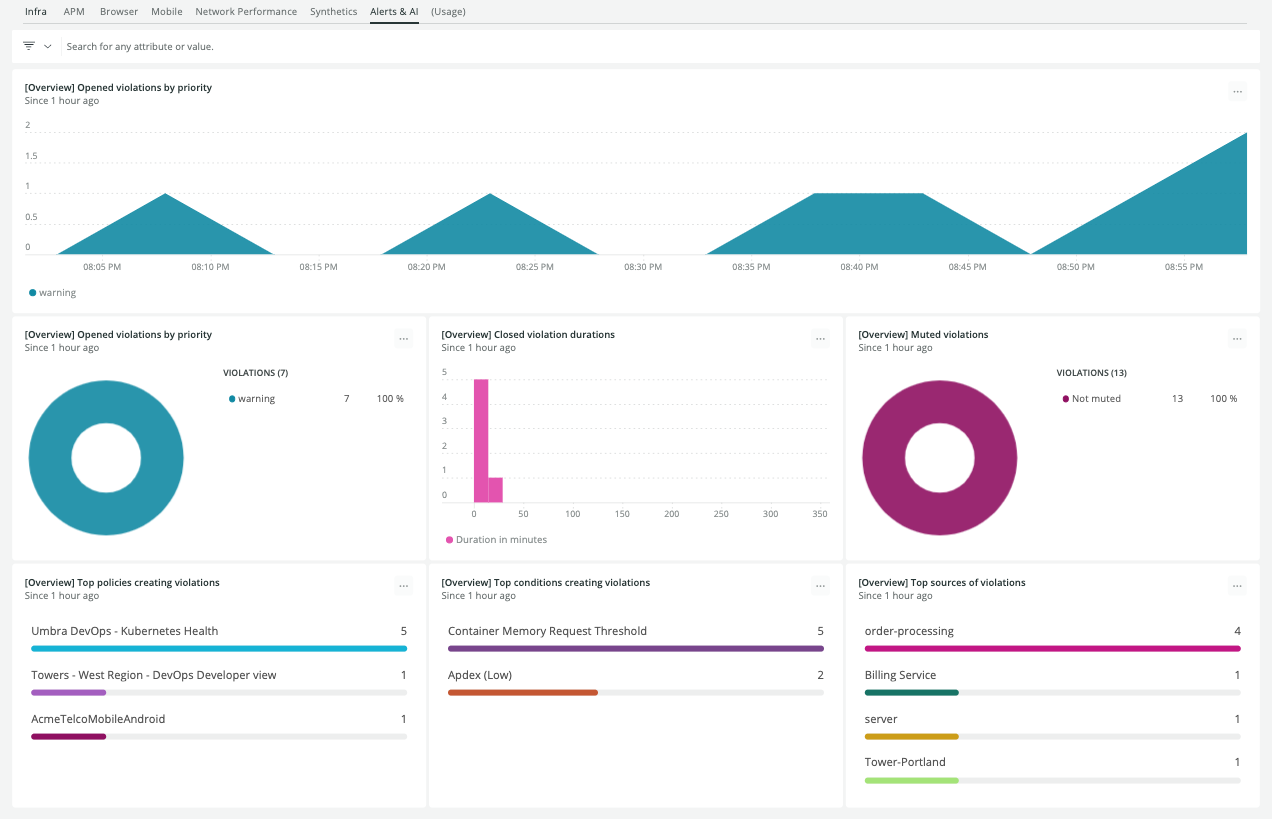 Infra APM Browser Mobile Network Performance Synthetics Alerts & AI (Usage)
Search for any attribute or value.
[Overview] Opened violations by priority
Since 1 hour ago
...
2
1.5
1
0.5
0
08:05 PM 08:10 PM 08:15 PM 08:20 PM 08:25 PM 08:30 PM 08:35 PM 08:40 PM 08:45 PM 08:50 PM 08:55 PM
warning
[Overview] Opened violations by priority
Since 1 hour ago
...
VIOLATIONS (7)
warning 7 100 %
[Overview] Closed violation durations
Since 1 hour ago
...
5
4
3
2
1
0
0 50 100 150 200 250 300 350
Duration in minutes
[Overview] Muted violations
Since 1 hour ago
...
VIOLATIONS (13)
Not muted 13 100 %
[Overview] Top policies creating violations
Since 1 hour ago
...
Umbra DevOps - Kubernetes Health 5
Towers - West Region - DevOps Developer view 1
AcmeTelcoMobileAndroid 1
[Overview] Top conditions creating violations
Since 1 hour ago
...
Container Memory Request Threshold 5
Apdex (Low) 2
[Overview] Top sources of violations
Since 1 hour ago
...
order-processing 4
Billing Service 1
server 1
Tower-Portland 1